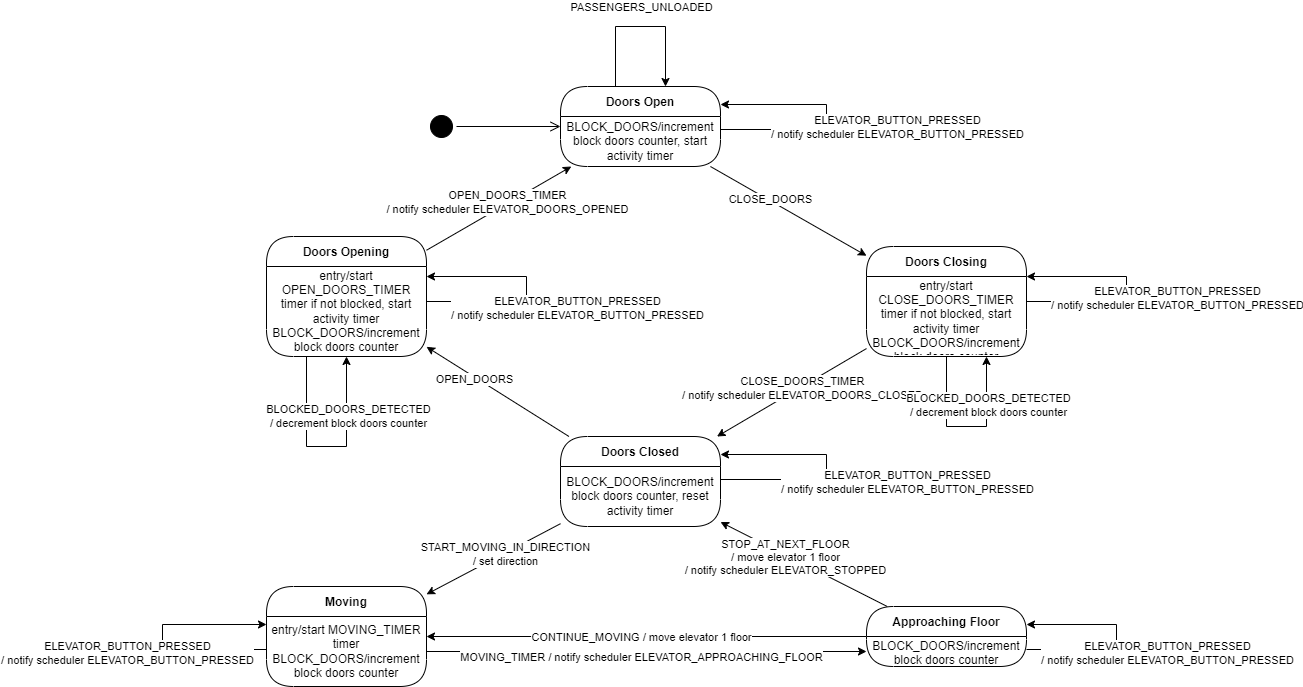 PASSENGERS_UNLOADED
Doors Open
BLOCK_DOORS/increment
block doors counter, start
activity timer
ELEVATOR_BUTTON_PRESSED
/ notify scheduler ELEVATOR_BUTTON_PRESSED
OPEN_DOORS_TIMER
/ notify scheduler ELEVATOR_DOORS_OPENED
CLOSE_DOORS
Doors Opening
entry/start
OPEN_DOORS_TIMER
timer if not blocked, start
activity timer
BLOCK_DOORS/increment
block doors counter
ELEVATOR_BUTTON_PRESSED
/ notify scheduler ELEVATOR_BUTTON_PRESSED
Doors Closing
entry/start
CLOSE_DOORS_TIMER
timer if not blocked, start
activity timer
BLOCK_DOORS/increment
block doors counter
ELEVATOR_BUTTON_PRESSED
/ notify scheduler ELEVATOR_BUTTON_PRESSED
BLOCKED_DOORS_DETECTED
/ decrement block doors counter
OPEN_DOORS
CLOSE_DOORS_TIMER
/ notify scheduler ELEVATOR_DOORS_CLOSE
BLOCKED_DOORS_DETECTED
/ decrement block doors counter
Doors Closed
BLOCK_DOORS/increment
block doors counter, reset
activity timer
ELEVATOR_BUTTON_PRESSED
/ notify scheduler ELEVATOR_BUTTON_PRESSED
START_MOVING_IN_DIRECTION
/ set direction
STOP_AT_NEXT_FLOOR
/ move elevator 1 floor
/ notify scheduler ELEVATOR_STOPPED
Moving
entry/start MOVING_TIMER
timer
BLOCK_DOORS/increment
block doors counter
ELEVATOR_BUTTON_PRESSED
/ notify scheduler ELEVATOR_BUTTON_PRESSED
CONTINUE_MOVING / move elevator 1 floor
MOVING_TIMER / notify scheduler ELEVATOR_APPROACHING_FLOOR
Approaching Floor
BLOCK_DOORS/increment
block doors counter
ELEVATOR_BUTTON_PRESSED
/ notify scheduler ELEVATOR_BUTTON_PRESSED